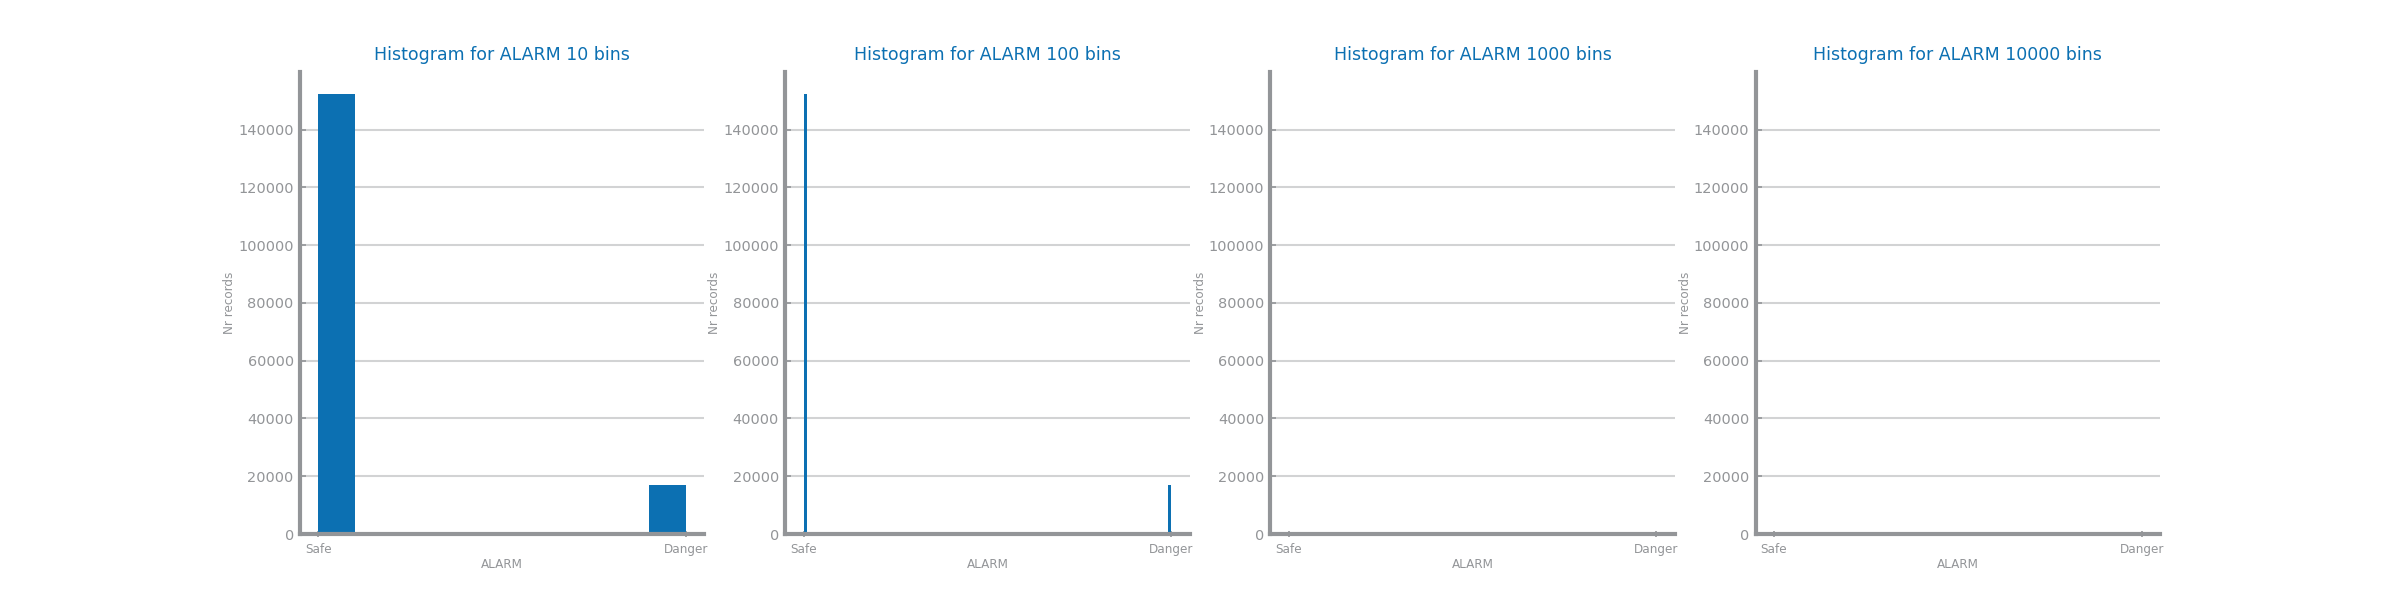 Histogram for ALARM 10 bins
140000
120000
100000
80000
60000
40000
20000
0
Nr records
Safe
Danger
ALARM
Histogram for ALARM 100 bins
140000
120000
100000
80000
60000
40000
20000
0
Nr records
Safe
Danger
ALARM
Histogram for ALARM 1000 bins
140000
120000
100000
80000
60000
40000
20000
0
Nr records
Safe
Danger
ALARM
Histogram for ALARM 10000 bins
140000
120000
100000
80000
60000
40000
20000
0
Nr records
Safe
Danger
ALARM